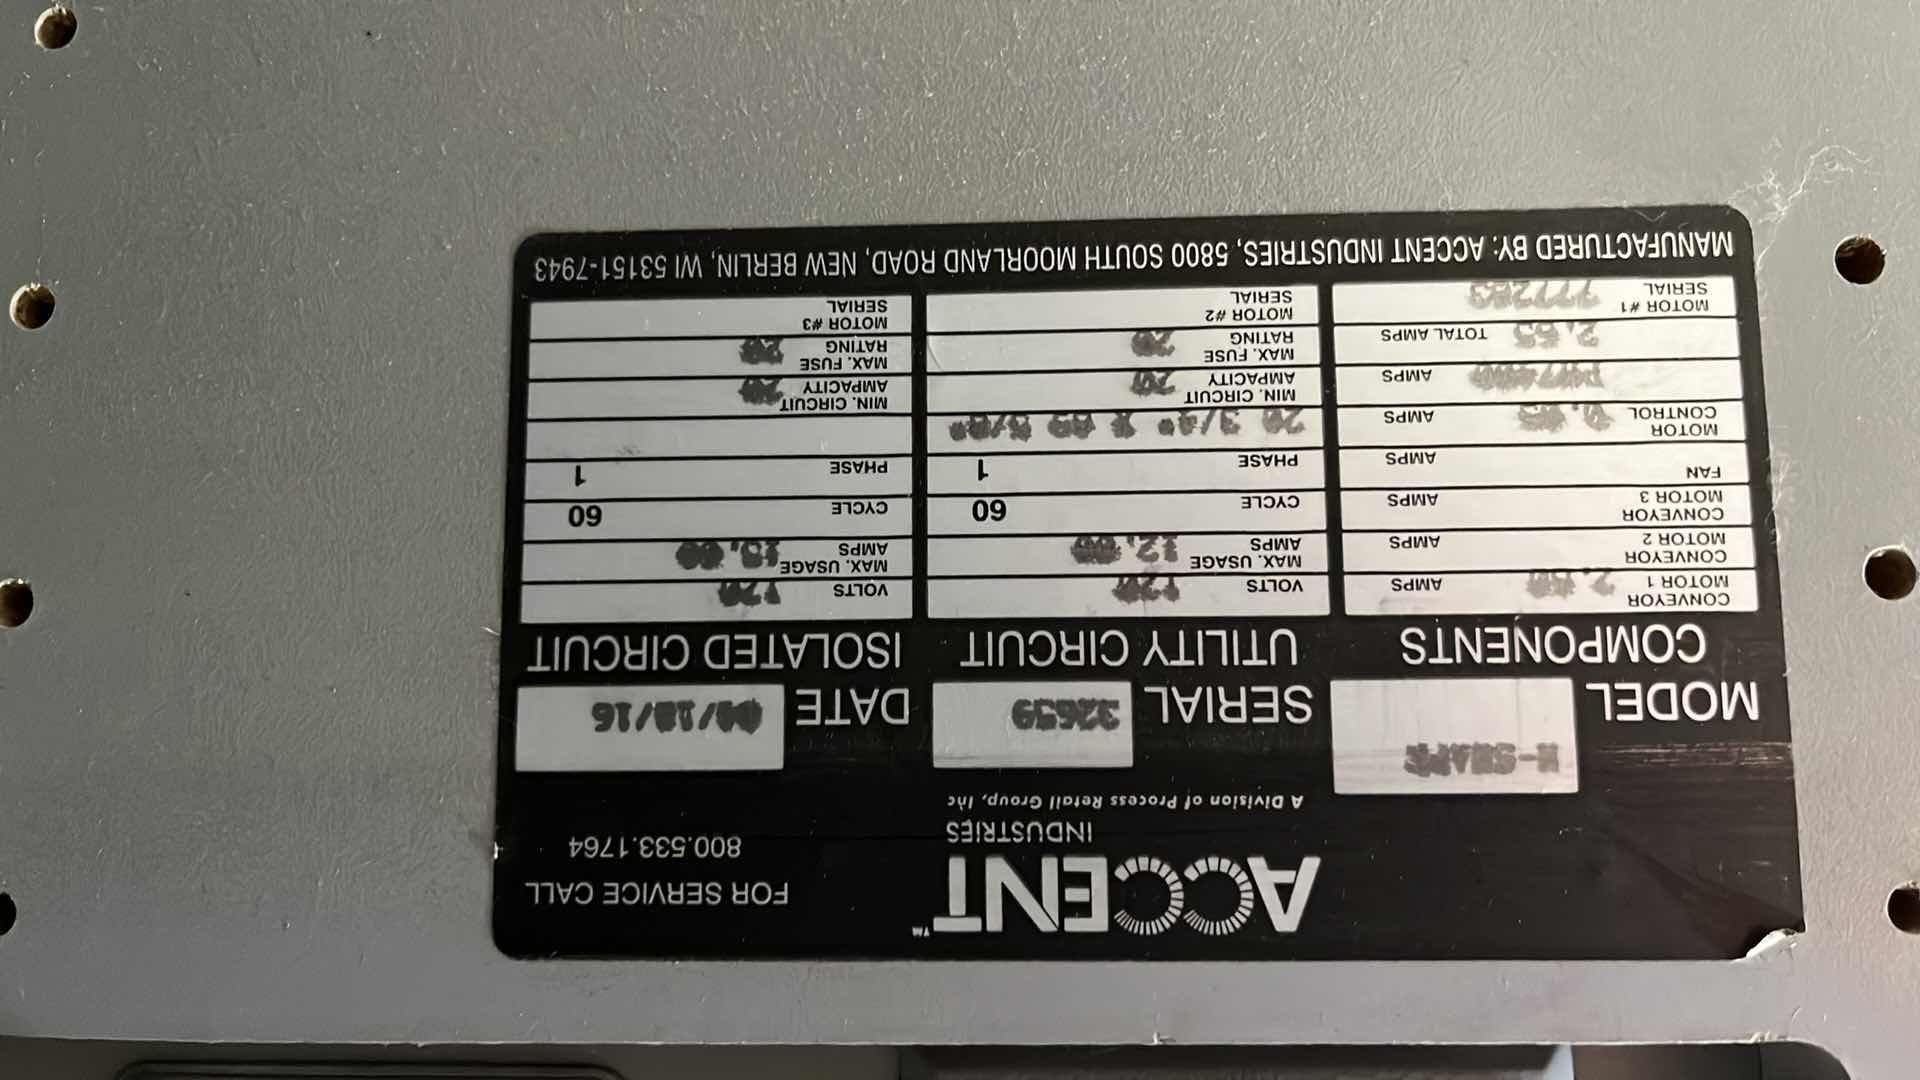 ACCENT™
INDUSTRIES
A Division of Process Retail Group, Inc
FOR SERVICE CALL
800.533.1764
MODEL
SERIAL 32659
DATE
COMPONENTS
CONVEYOR MOTOR 1 AMPS
CONVEYOR MOTOR 2 AMPS
CONVEYOR MOTOR 3 AMPS
FAN AMPS
MOTOR CONTROL AMPS
AMPS
TOTAL AMPS 2.65
MOTOR #1 SERIAL
UTILITY CIRCUIT
VOLTS 120
MAX. USAGE AMPS 12.00
CYCLE 60
PHASE 1
MIN. CIRCUIT AMPACITY 20
MAX. FUSE RATING 20
MOTOR #2 SERIAL
ISOLATED CIRCUIT
VOLTS 120
MAX. USAGE AMPS
CYCLE 60
PHASE 1
MIN. CIRCUIT AMPACITY 20
MAX. FUSE RATING 20
MOTOR #3 SERIAL
MANUFACTURED BY: ACCENT INDUSTRIES, 5800 SOUTH MOORLAND ROAD, NEW BERLIN, WI 53151-7943